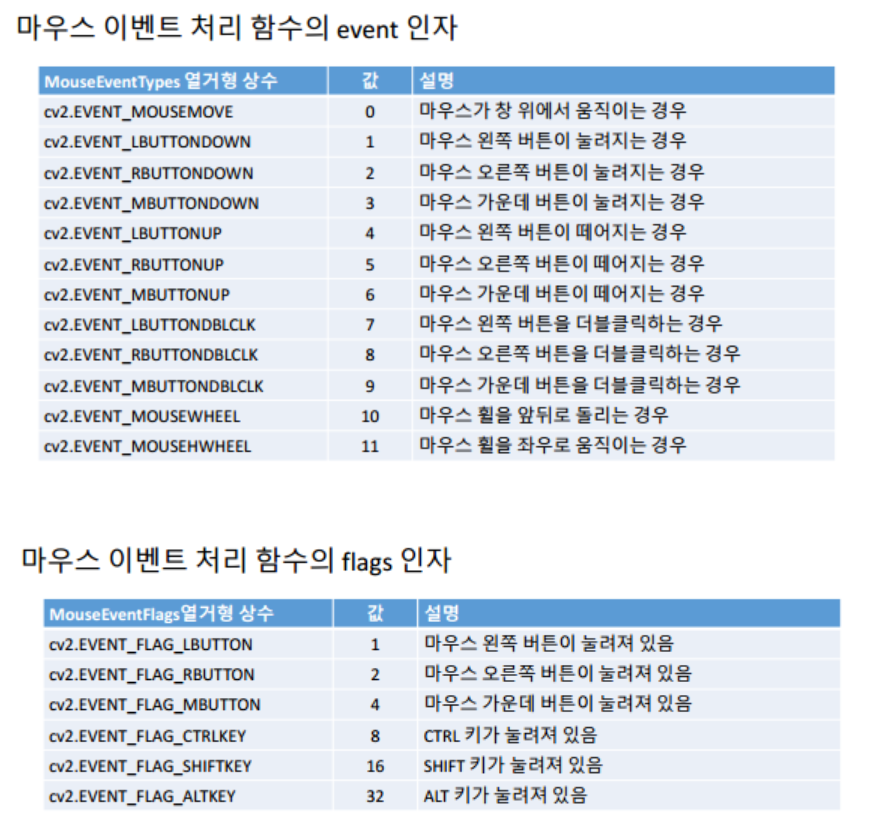 마우스 이벤트 처리 함수의 event 인자
MouseEventTypes 열거형 상수 값 설명
cv2.EVENT_MOUSEMOVE 0 마우스가 창 위에서 움직이는 경우
cv2.EVENT_LBUTTONDOWN 1 마우스 왼쪽 버튼이 눌려지는 경우
cv2.EVENT_RBUTTONDOWN 2 마우스 오른쪽 버튼이 눌려지는 경우
cv2.EVENT_MBUTTONDOWN 3 마우스 가운데 버튼이 눌려지는 경우
cv2.EVENT_LBUTTONUP 4 마우스 왼쪽 버튼이 떼어지는 경우
cv2.EVENT_RBUTTONUP 5 마우스 오른쪽 버튼이 떼어지는 경우
cv2.EVENT_MBUTTONUP 6 마우스 가운데 버튼이 떼어지는 경우
cv2.EVENT_LBUTTONDBLCLK 7 마우스 왼쪽 버튼을 더블클릭하는 경우
cv2.EVENT_RBUTTONDBLCLK 8 마우스 오른쪽 버튼을 더블클릭하는 경우
cv2.EVENT_MBUTTONDBLCLK 9 마우스 가운데 버튼을 더블클릭하는 경우
cv2.EVENT_MOUSEWHEEL 10 마우스 휠을 앞뒤로 돌리는 경우
cv2.EVENT_MOUSEHWHEEL 11 마우스 휠을 좌우로 움직이는 경우
마우스 이벤트 처리 함수의 flags 인자
MouseEventFlags열거형 상수 값 설명
cv2.EVENT_FLAG_LBUTTON 1 마우스 왼쪽 버튼이 눌려져 있음
cv2.EVENT_FLAG_RBUTTON 2 마우스 오른쪽 버튼이 눌려져 있음
cv2.EVENT_FLAG_MBUTTON 4 마우스 가운데 버튼이 눌려져 있음
cv2.EVENT_FLAG_CTRLKEY 8 CTRL 키가 눌려져 있음
cv2.EVENT_FLAG_SHIFTKEY 16 SHIFT 키가 눌려져 있음
cv2.EVENT_FLAG_ALTKEY 32 ALT 키가 눌려져 있음